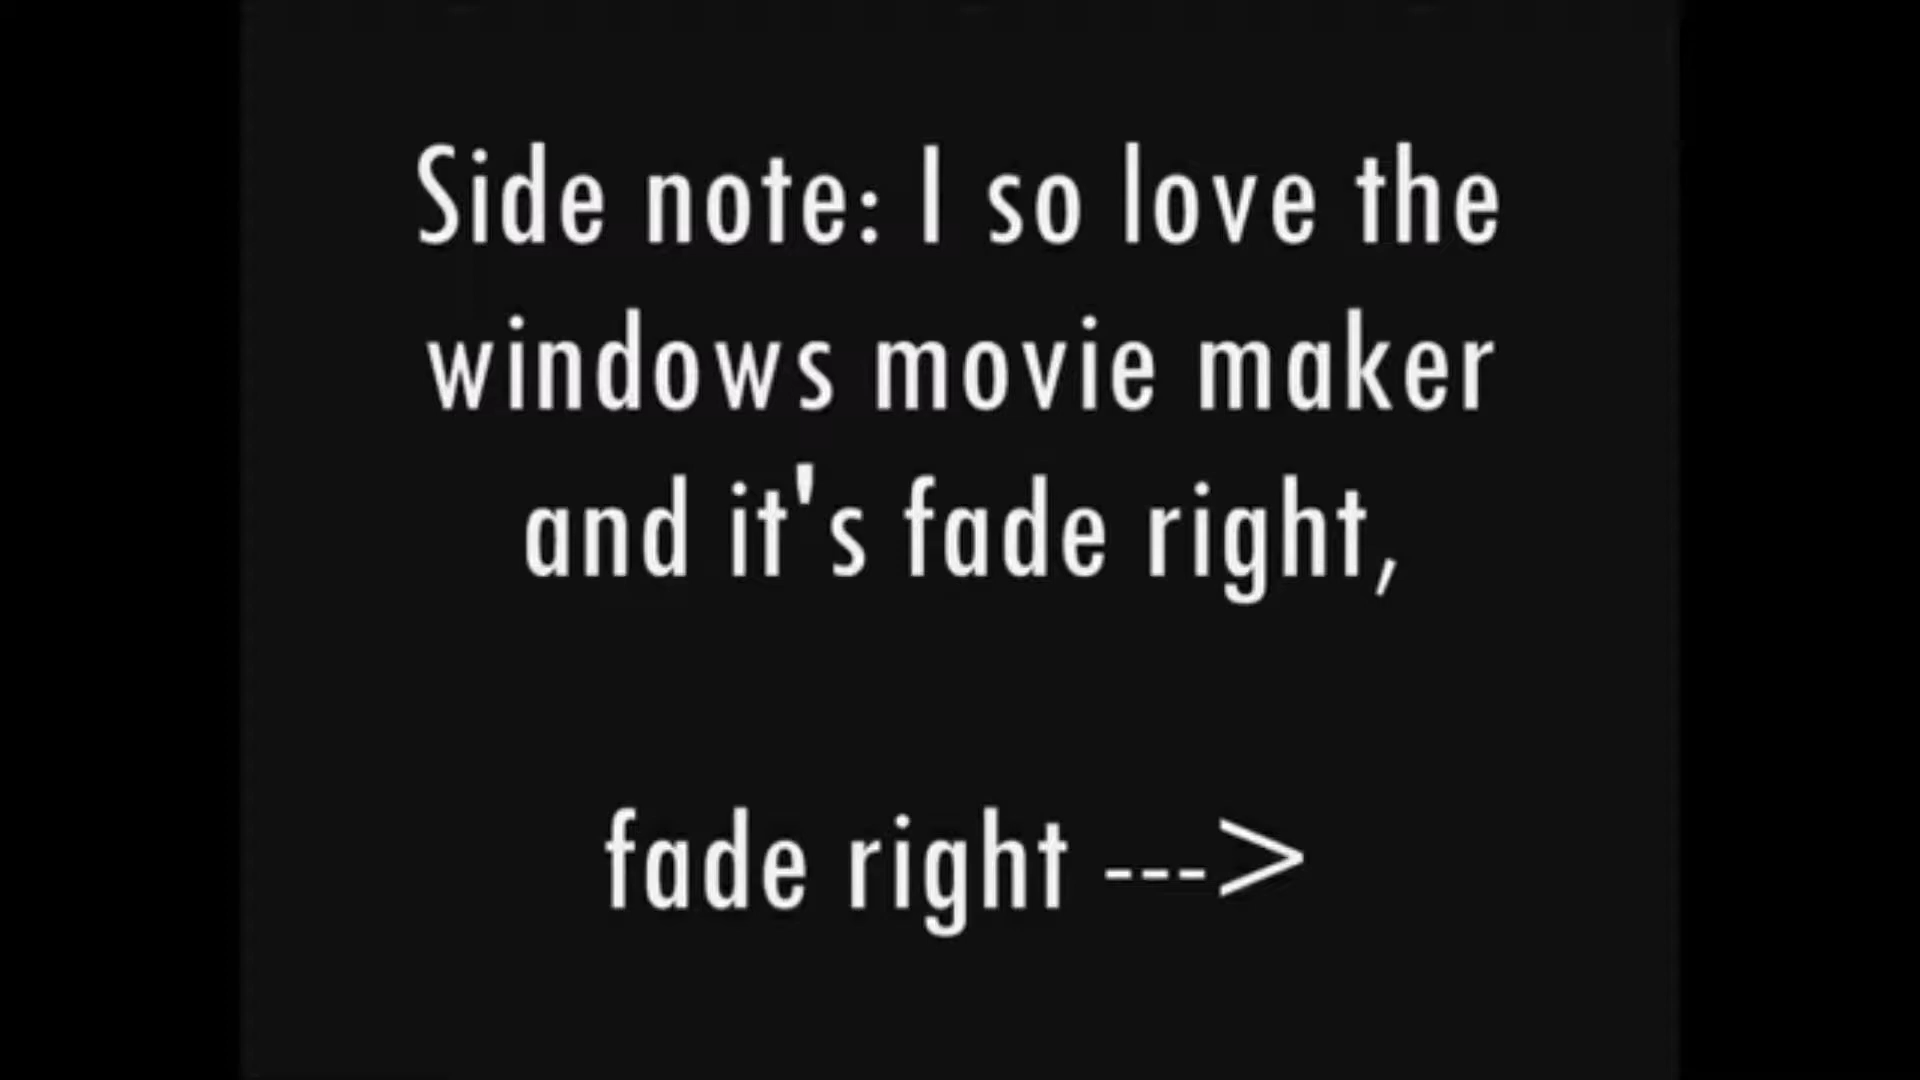 Side note: I so love the
windows movie maker
and it's fade right,
fade right --->